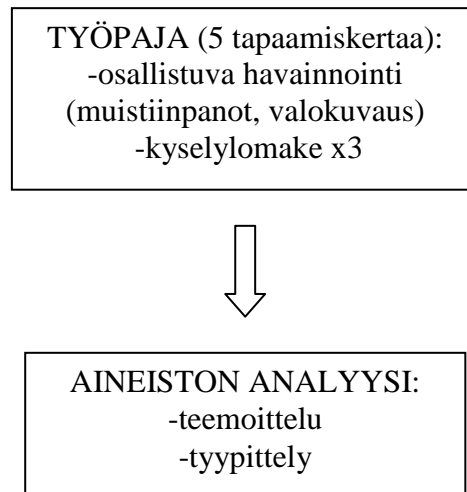 TYÖPAJA (5 tapaamiskertaa):
-osallistuva havainnointi
(muistiinpanot, valokuvaus)
-kyselylomake x3
AINEISTON ANALYYSI:
-teemoittelu
-tyypittely